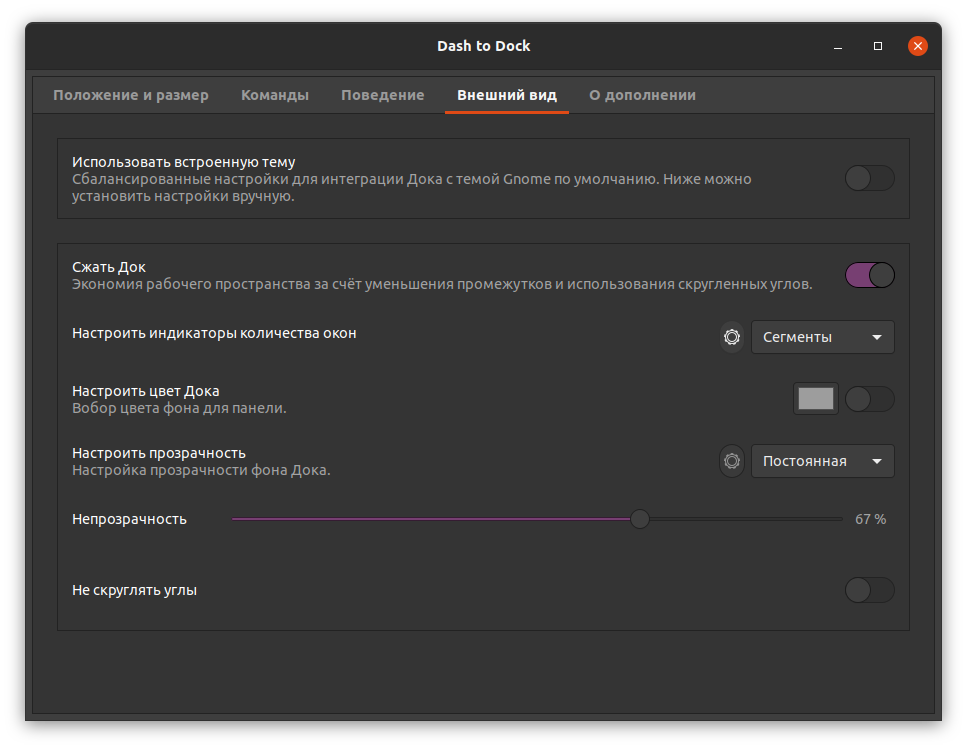 Dash to Dock
Положение и размер Команды Поведение Внешний вид О дополнении
Использовать встроенную тему
Сбалансированные настройки для интеграции Дока с темой Gnome по умолчанию. Ниже можно
установить настройки вручную.
Сжать Док
Экономия рабочего пространства за счёт уменьшения промежутков и использования скругленных углов.
Настроить индикаторы количества окон
Сегменты
Настроить цвет Дока
Вобор цвета фона для панели.
Настроить прозрачность
Настройка прозрачности фона Дока.
Постоянная
Непрозрачность 67 %
Не скруглять углы